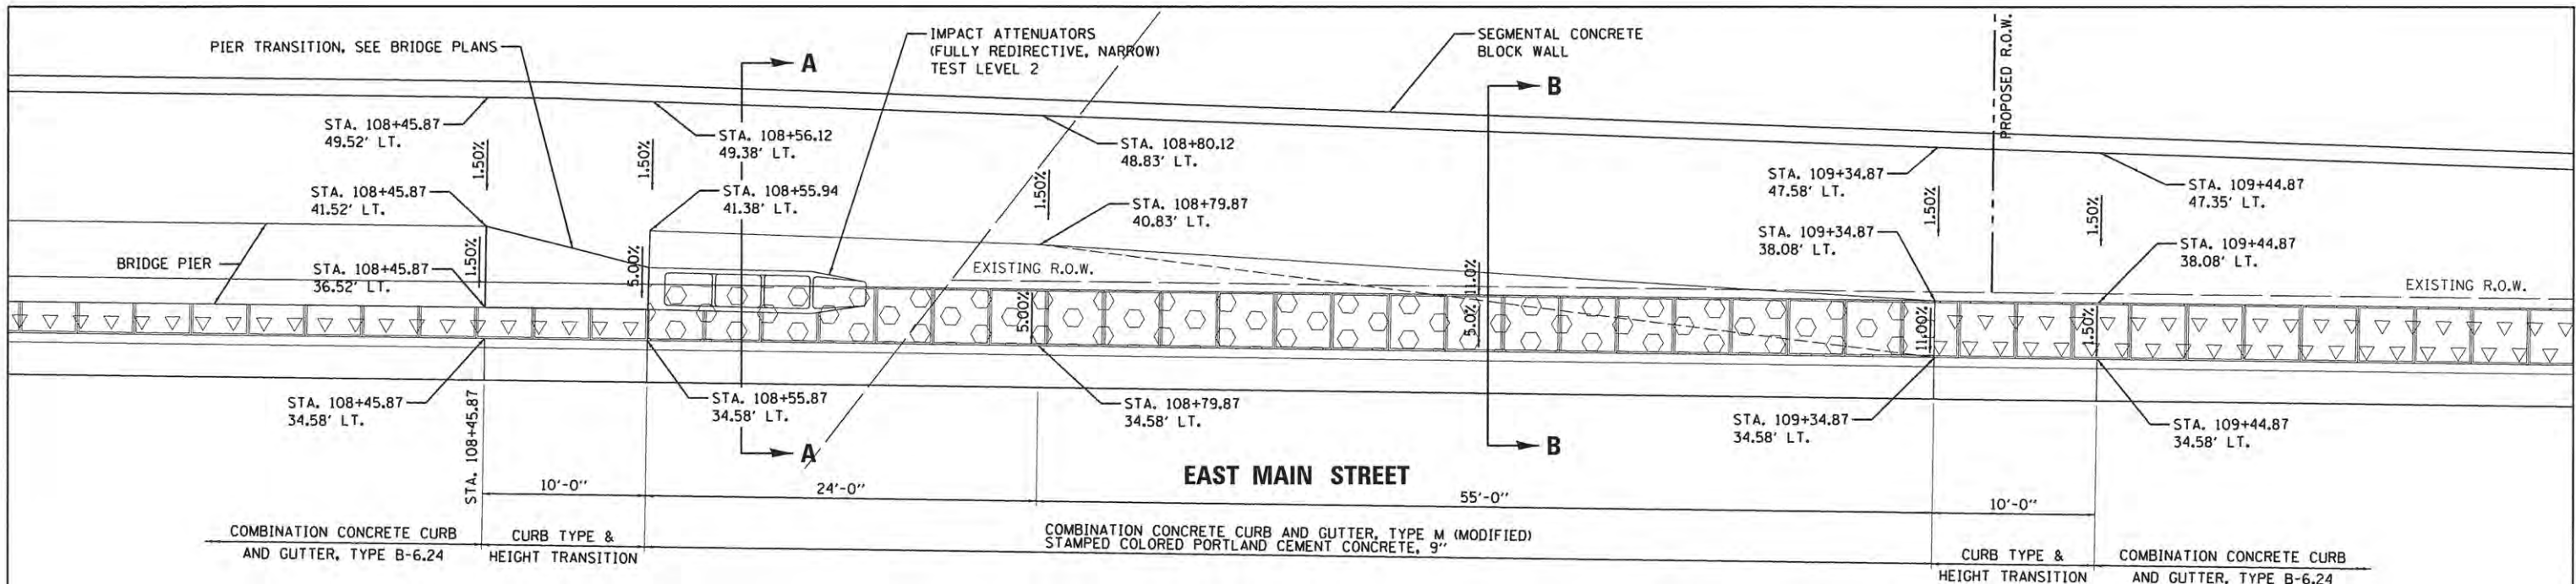 PIER TRANSITION, SEE BRIDGE PLANS
IMPACT ATTENUATORS
(FULLY REDIRECTIVE, NARROW)
TEST LEVEL 2
SEGMENTAL CONCRETE
BLOCK WALL
PROPOSED R.O.W.
A
B
STA. 108+45.87
49.52' LT.
1.50%
1.50%
STA. 108+56.12
49.38' LT.
STA. 108+80.12
48.83' LT.
1.50%
STA. 109+34.87
47.58' LT.
1.50%
STA. 109+44.87
47.35' LT.
1.50%
STA. 108+45.87
41.52' LT.
STA. 108+55.94
41.38' LT.
STA. 108+79.87
40.83' LT.
STA. 109+34.87
38.08' LT.
STA. 109+44.87
38.08' LT.
BRIDGE PIER
STA. 108+45.87
36.52' LT.
1.50%
5.00%
EXISTING R.O.W.
5.00%
11.0%
5.0%
11.00%
1.50%
EXISTING R.O.W.
STA. 108+45.87
34.58' LT.
STA. 108+45.87
STA. 108+55.87
34.58' LT.
STA. 108+79.87
34.58' LT.
STA. 109+34.87
34.58' LT.
STA. 109+44.87
34.58' LT.
A
B
EAST MAIN STREET
10'-0"
24'-0"
55'-0"
10'-0"
COMBINATION CONCRETE CURB
AND GUTTER, TYPE B-6.24
CURB TYPE &
HEIGHT TRANSITION
COMBINATION CONCRETE CURB AND GUTTER, TYPE M (MODIFIED)
STAMPED COLORED PORTLAND CEMENT CONCRETE, 9"
CURB TYPE &
HEIGHT TRANSITION
COMBINATION CONCRETE CURB
AND GUTTER, TYPE B-6.24